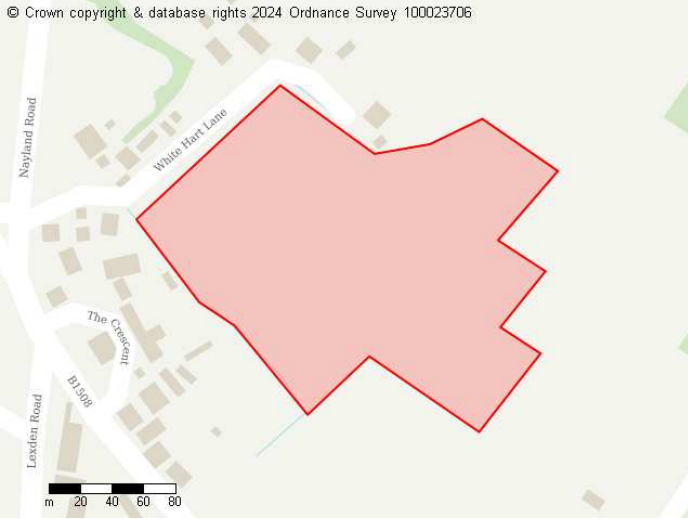 © Crown copyright & database rights 2024 Ordnance Survey 100023706
Nayland Road
White Hart Lane
The Crescent
B1508
Lexden Road
m 20 40 60 80